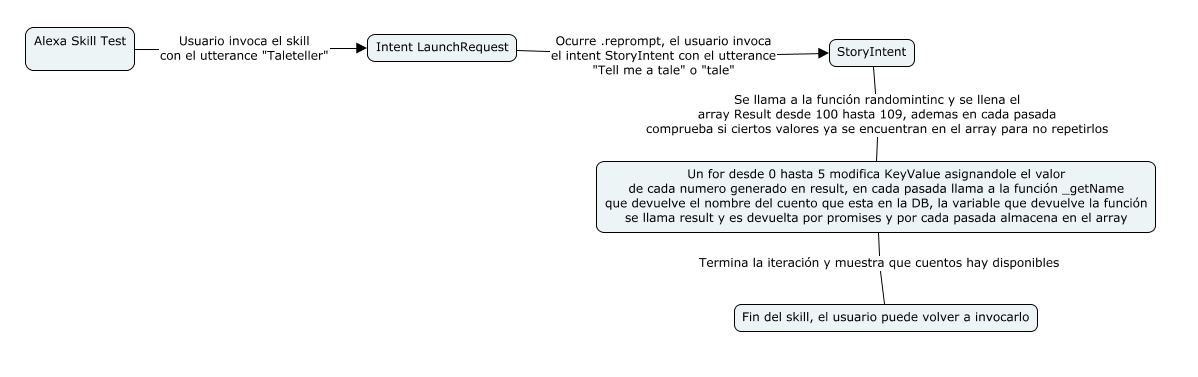 Alexa Skill Test
Usuario invoca el skill
con el utterance "Taleteller"
Intent LaunchRequest
Ocurre .reprompt, el usuario invoca
el intent StoryIntent con el utterance
"Tell me a tale" o "tale"
StoryIntent
Se llama a la función randomintinc y se llena el
array Result desde 100 hasta 109, ademas en cada pasada
comprueba si ciertos valores ya se encuentran en el array para no repetirlos
Un for desde 0 hasta 5 modifica KeyValue asignandole el valor
de cada numero generado en result, en cada pasada llama a la función _getName
que devuelve el nombre del cuento que esta en la DB, la variable que devuelve la función
se llama result y es devuelta por promises y por cada pasada almacena en el array
Termina la iteración y muestra que cuentos hay disponibles
Fin del skill, el usuario puede volver a invocarlo